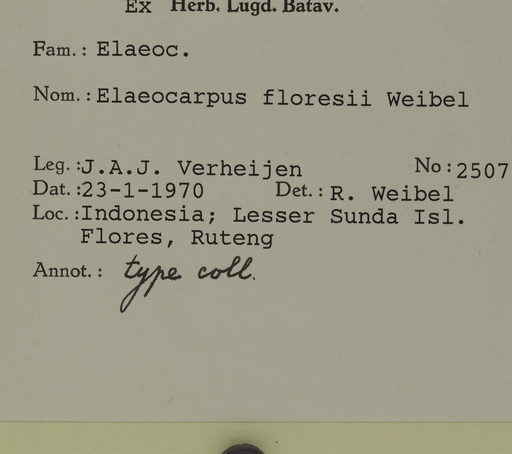 Ex Herb. Lugd. Batav.
Fam.: Elaeoc.
Nom.: Elaeocarpus floresii Weibel
Leg.: J.A.J. Verheijen No: 2507
Dat.: 23-1-1970 Det.: R. Weibel
Loc.: Indonesia; Lesser Sunda Isl.
Flores, Ruteng
Annot.: type coll.